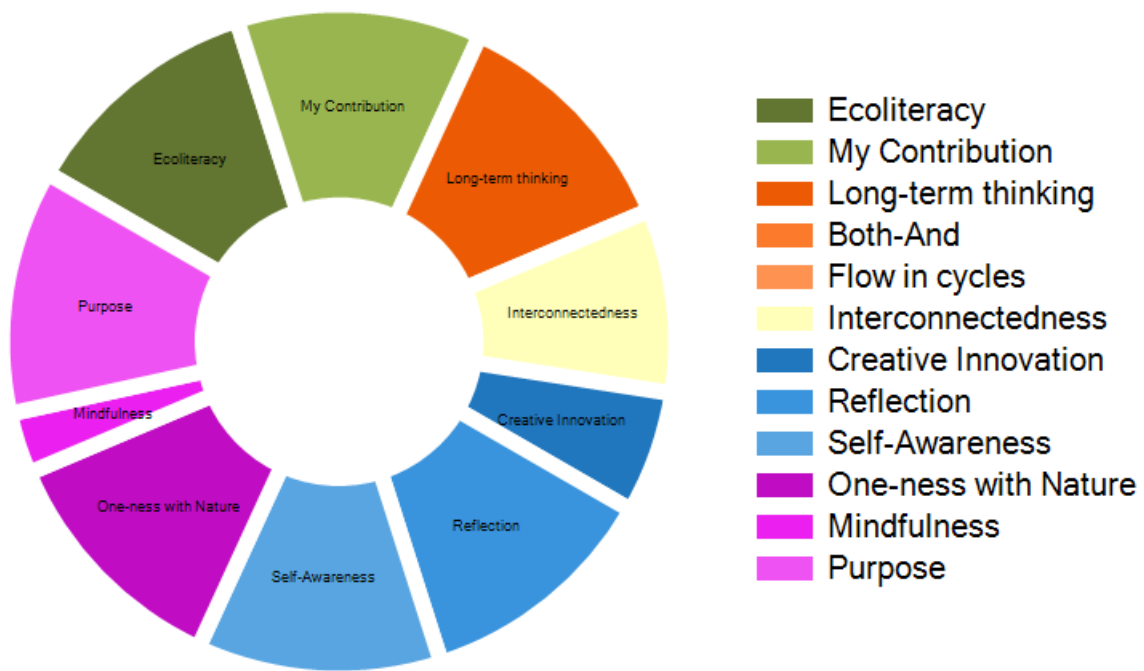 My Contribution
Ecoliteracy
Long-term thinking
Purpose
Interconnectedness
Mindfulness
Creative Innovation
One-ness with Nature
Reflection
Self-Awareness
Ecoliteracy
My Contribution
Long-term thinking
Both-And
Flow in cycles
Interconnectedness
Creative Innovation
Reflection
Self-Awareness
One-ness with Nature
Mindfulness
Purpose